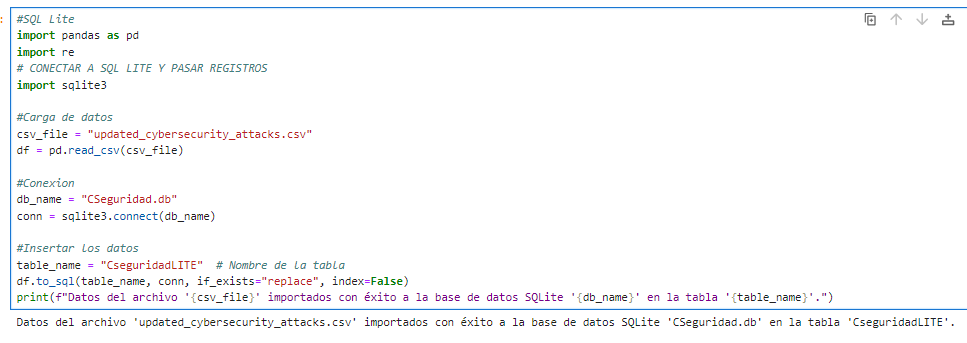 #SQL Lite
import pandas as pd
import re
# CONECTAR A SQL LITE Y PASAR REGISTROS
import sqlite3
#Carga de datos
csv_file = "updated_cybersecurity_attacks.csv"
df = pd.read_csv(csv_file)
#Conexion
db_name = "CSeguridad.db"
conn = sqlite3.connect(db_name)
#Insertar los datos
table_name = "CseguridadLITE"  # Nombre de la tabla
df.to_sql(table_name, conn, if_exists="replace", index=False)
print(f"Datos del archivo '{csv_file}' importados con éxito a la base de datos SQLite '{db_name}' en la tabla '{table_name}'.")
Datos del archivo 'updated_cybersecurity_attacks.csv' importados con éxito a la base de datos SQLite 'CSeguridad.db' en la tabla 'CseguridadLITE'.